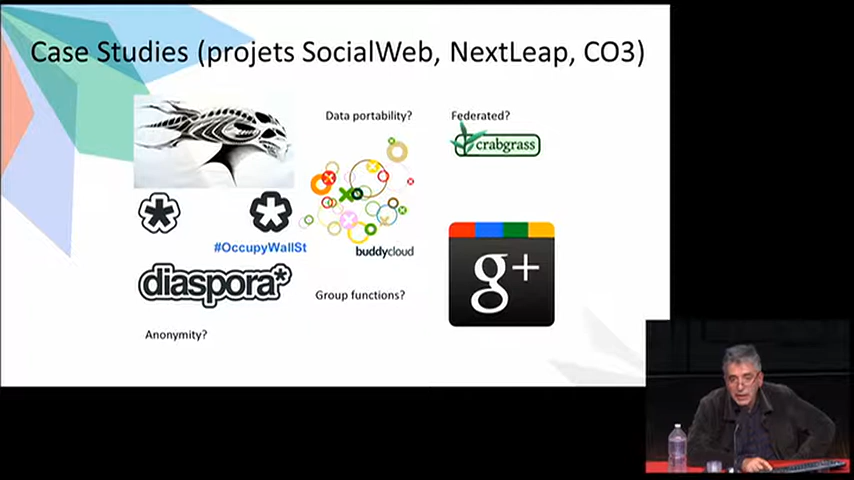 Case Studies (projets SocialWeb, NextLeap, CO3)
Data portability?
Federated?
crabgrass
#OccupyWallSt
buddycloud
diaspora*
Group functions?
g+
Anonymity?